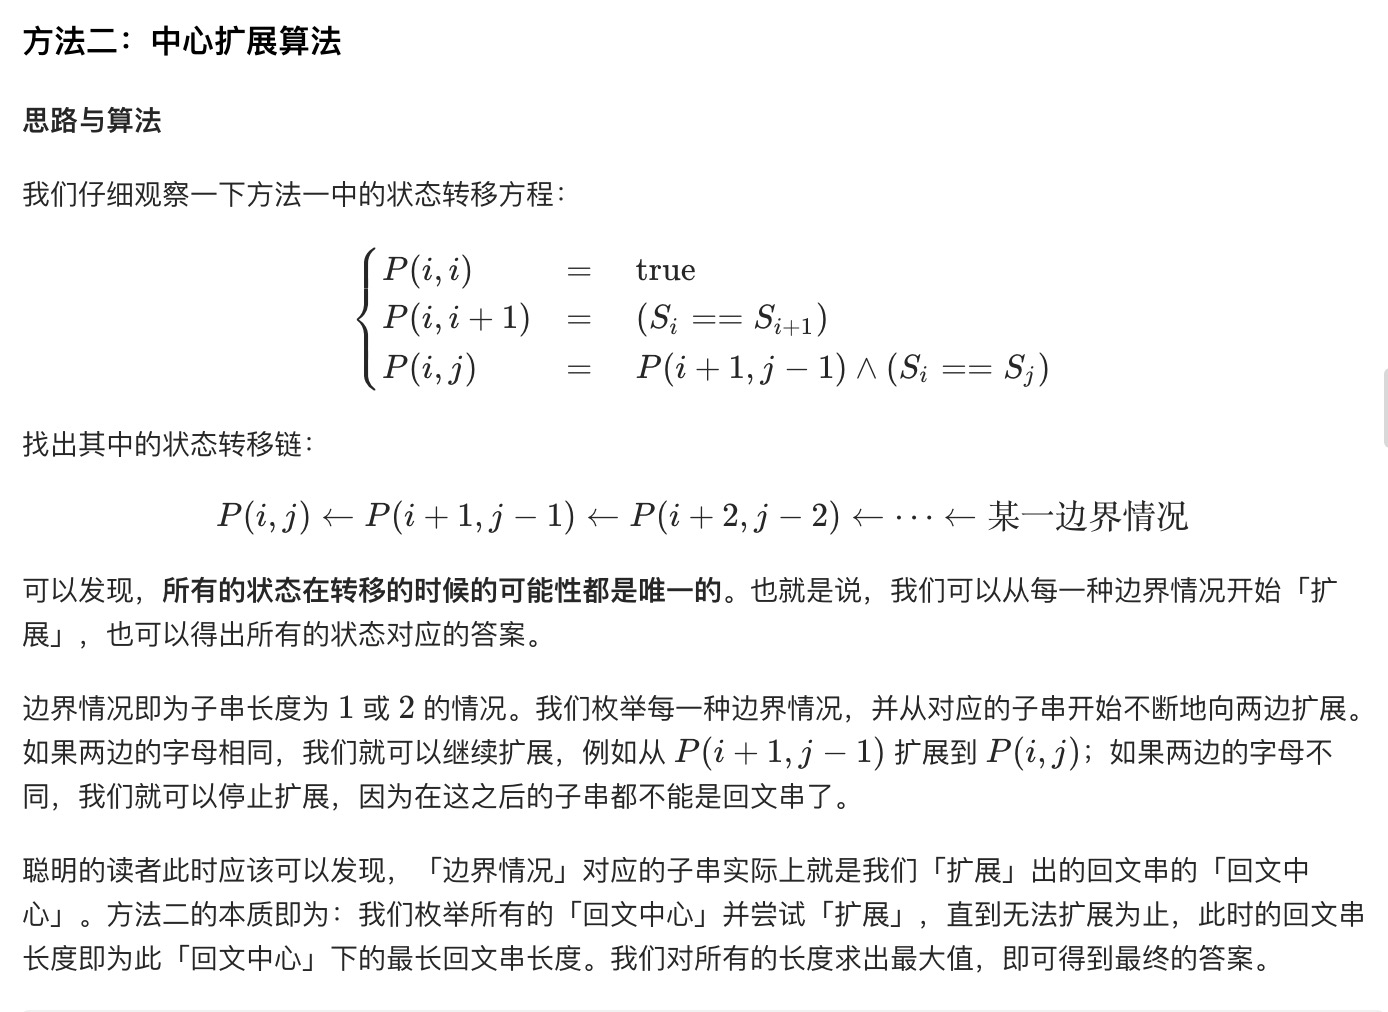 方法二：中心扩展算法
思路与算法
我们仔细观察一下方法一中的状态转移方程：
P(i, i) = true
P(i, i + 1) = (S_i == S_{i+1})
P(i, j) = P(i + 1, j − 1) ∧ (S_i == S_j)
找出其中的状态转移链：
P(i, j) ← P(i + 1, j − 1) ← P(i + 2, j − 2) ← ⋯ ← 某一边界情况
可以发现，所有的状态在转移的时候的可能性都是唯一的。也就是说，我们可以从每一种边界情况开始「扩
展」，也可以得出所有的状态对应的答案。
边界情况即为子串长度为 1 或 2 的情况。我们枚举每一种边界情况，并从对应的子串开始不断地向两边扩展。
如果两边的字母相同，我们就可以继续扩展，例如从 P(i + 1, j − 1) 扩展到 P(i, j)；如果两边的字母不
同，我们就可以停止扩展，因为在这之后的子串都不能是回文串了。
聪明的读者此时应该可以发现，「边界情况」对应的子串实际上就是我们「扩展」出的回文串的「回文中
心」。方法二的本质即为：我们枚举所有的「回文中心」并尝试「扩展」，直到无法扩展为止，此时的回文串
长度即为此「回文中心」下的最长回文串长度。我们对所有的长度求出最大值，即可得到最终的答案。